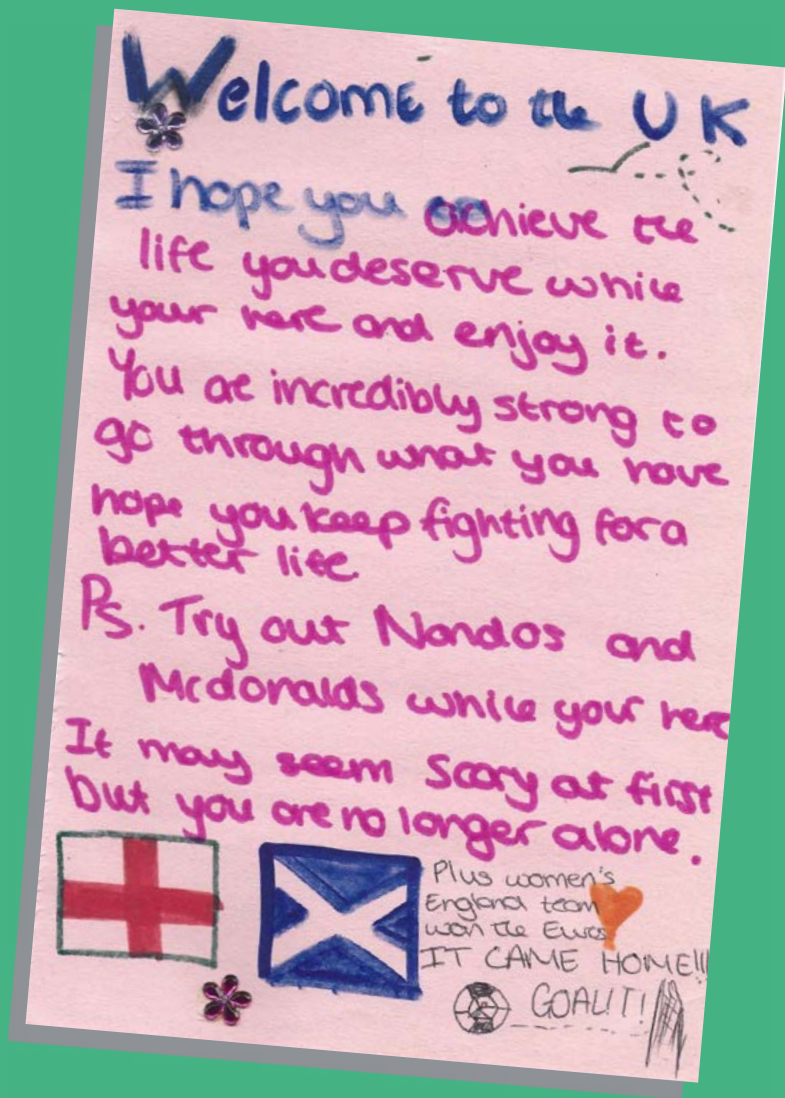 Welcome to the UK
I hope you achieve the
life you deserve while
your here and enjoy it.
You are incredibly strong to
go through what you have
hope you keep fighting for a
better life.
Ps. Try out Nandos and
Mcdonalds while your here
It may seem scary at first
but you are no longer alone.
Plus women's
England team
won the Euros
IT CAME HOME!!!
GOAL!